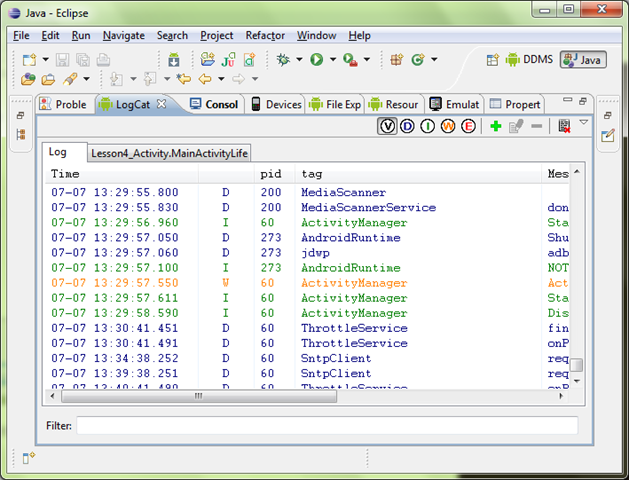 Java - Eclipse
File Edit Run Navigate Search Project Refactor Window Help
DDMS Java
Proble LogCat Consol Devices File Exp Resour Emulat Propert
V D I W E
Log Lesson4_Activity.MainActivityLife
Time pid tag Mes
07-07 13:29:55.800 D 200 MediaScanner
07-07 13:29:55.830 D 200 MediaScannerService don
07-07 13:29:56.960 I 60 ActivityManager Sta
07-07 13:29:57.050 D 273 AndroidRuntime Shu
07-07 13:29:57.060 D 273 jdwp adb
07-07 13:29:57.100 I 273 AndroidRuntime NOT
07-07 13:29:57.550 W 60 ActivityManager Act
07-07 13:29:57.611 I 60 ActivityManager Sta
07-07 13:29:58.590 I 60 ActivityManager Dis
07-07 13:30:41.451 D 60 ThrottleService fin
07-07 13:30:41.491 D 60 ThrottleService onP
07-07 13:34:38.252 D 60 SntpClient req
07-07 13:39:38.251 D 60 SntpClient req
07-07 13:40:41.490 D 60 ThrottleService onP
Filter: